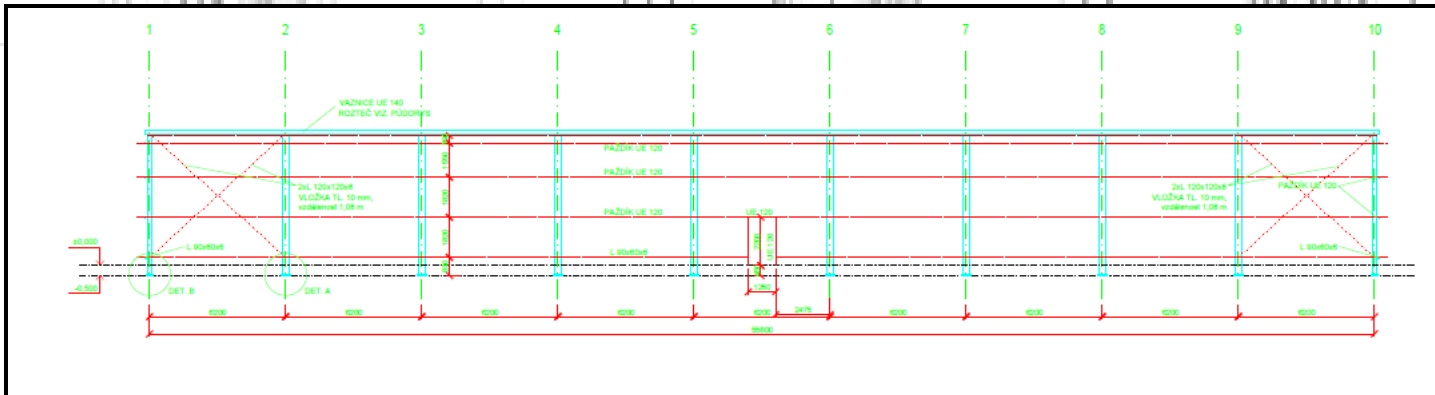 1 2 3 4 5 6 7 8 9 10
VAZNICE UE 140
ROZTEČ VIZ. PŮDORYS
PAŽDÍK UE 120
PAŽDÍK UE 120
2xL 120x120x8
VLOŽKA TL. 10 mm,
vzdálenost 1,08 m
2xL 120x120x8
VLOŽKA TL. 10 mm,
vzdálenost 1,08 m
PAŽDÍK UE 120
PAŽDÍK UE 120
UE 120
UE 120
±0,000
L 90x60x6
L 90x60x6
L 90x60x6
-0,500
DET. B
DET. A
1250
2475
6200 6200 6200 6200 6200 6200 6200 6200 6200
55800